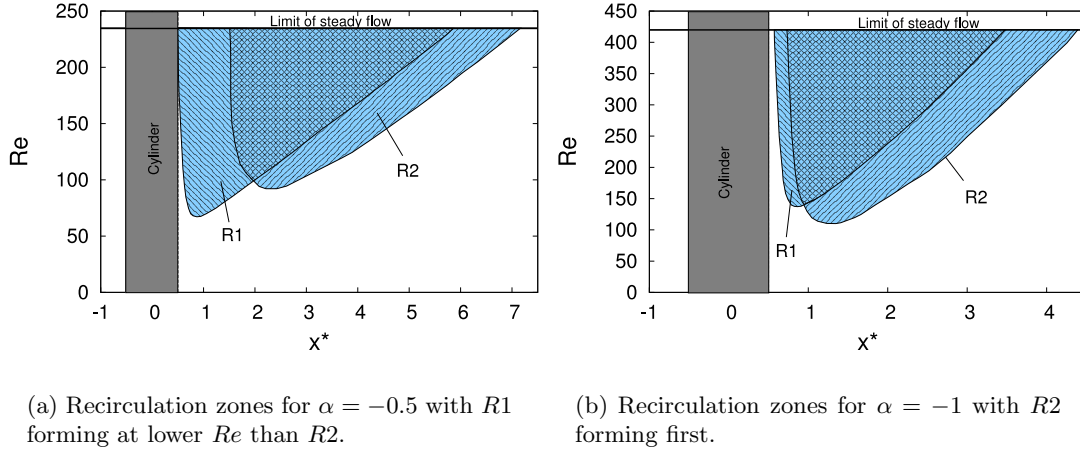 250
200
150
100
50
0
-1
0
1
2
3
4
5
6
7
Re
x*
Limit of steady flow
Cylinder
R1
R2
450
400
350
300
250
200
150
100
50
0
-1
0
1
2
3
4
Re
x*
Limit of steady flow
Cylinder
R1
R2
(a) Recirculation zones for α = −0.5 with R1
forming at lower Re than R2.
(b) Recirculation zones for α = −1 with R2
forming first.